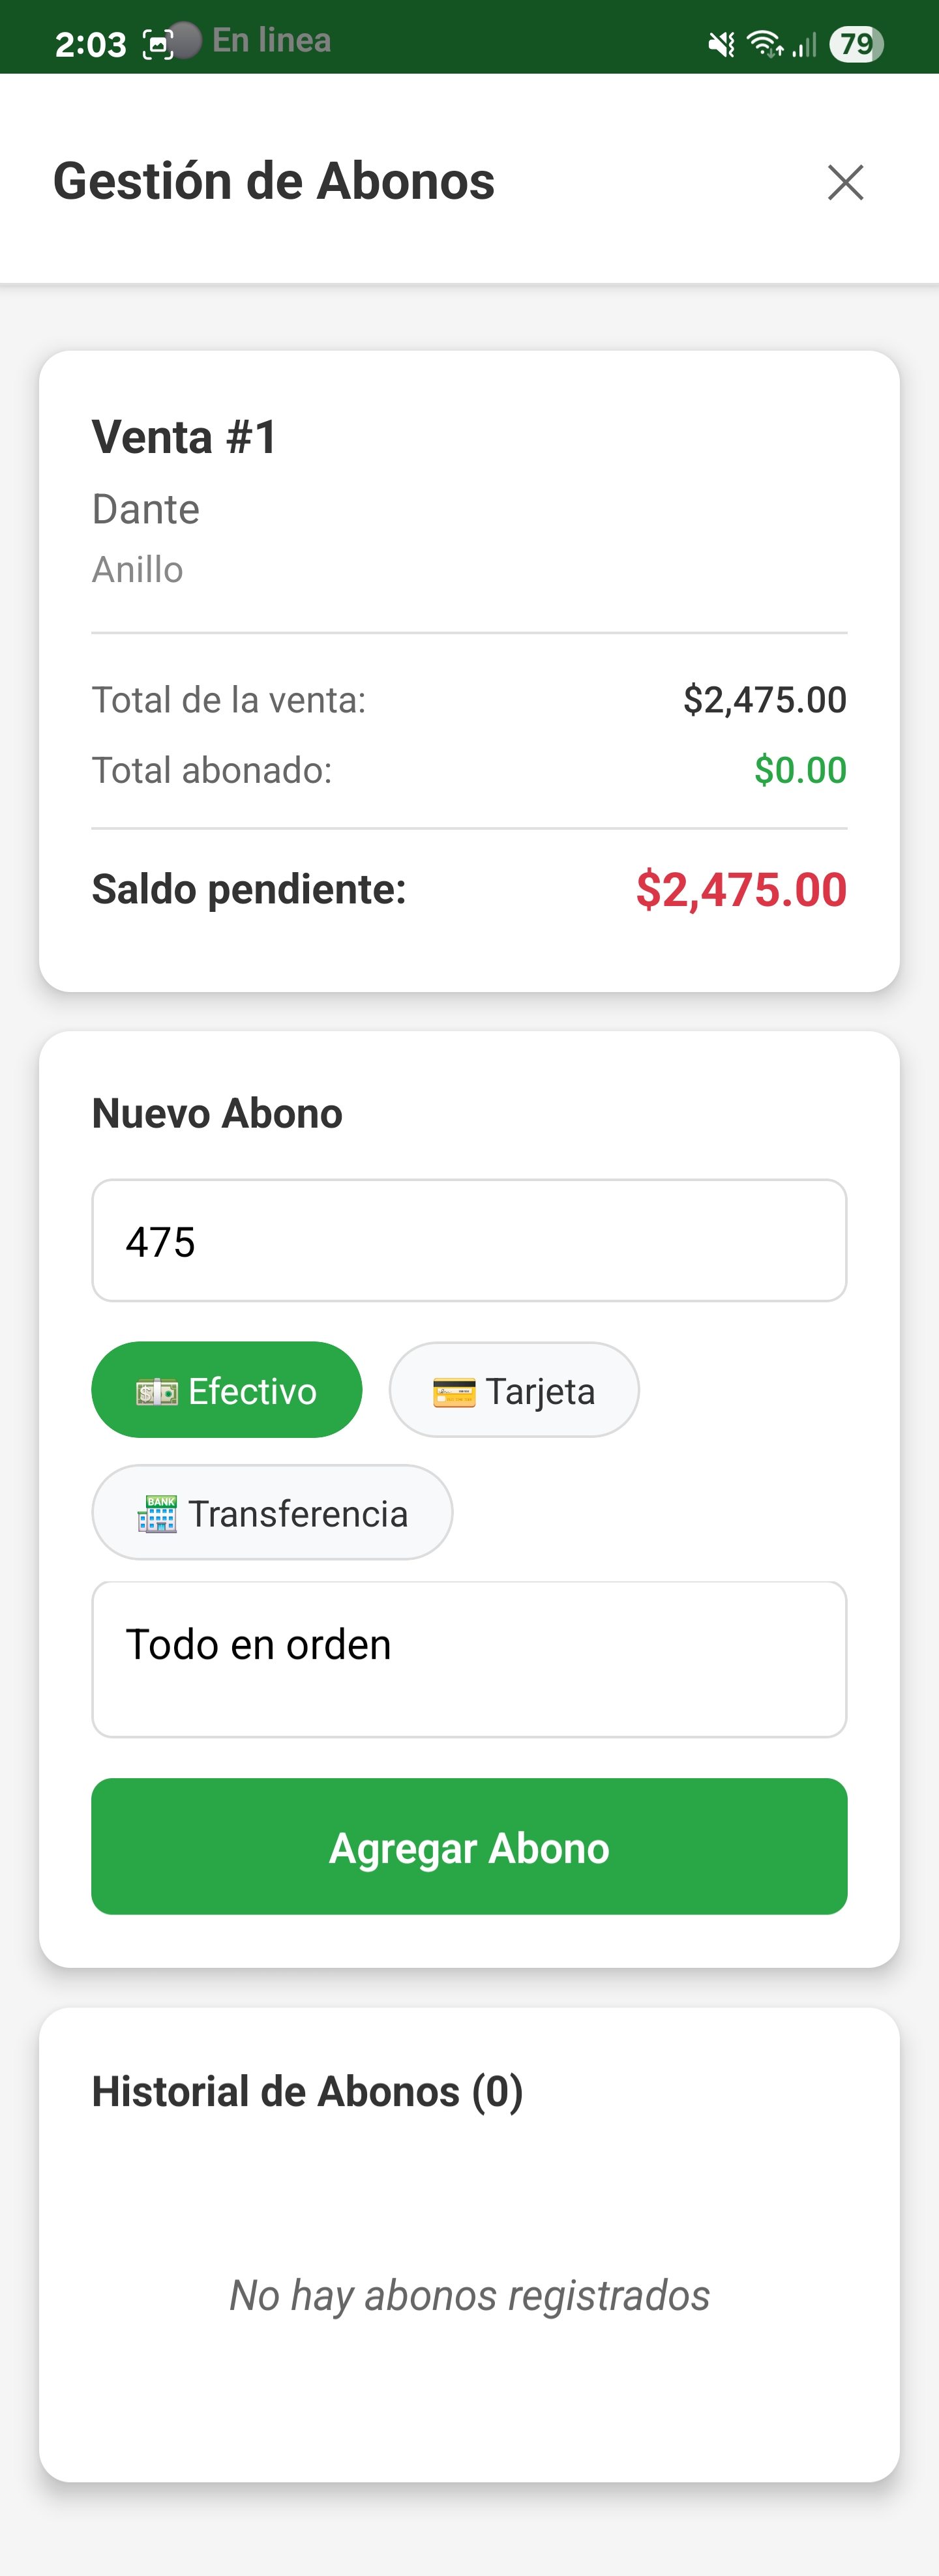 2:03 En linea 79
Gestión de Abonos
Venta #1
Dante
Anillo
Total de la venta: $2,475.00
Total abonado: $0.00
Saldo pendiente: $2,475.00
Nuevo Abono
475
💵 Efectivo 💳 Tarjeta
🏦 Transferencia
Todo en orden
Agregar Abono
Historial de Abonos (0)
No hay abonos registrados